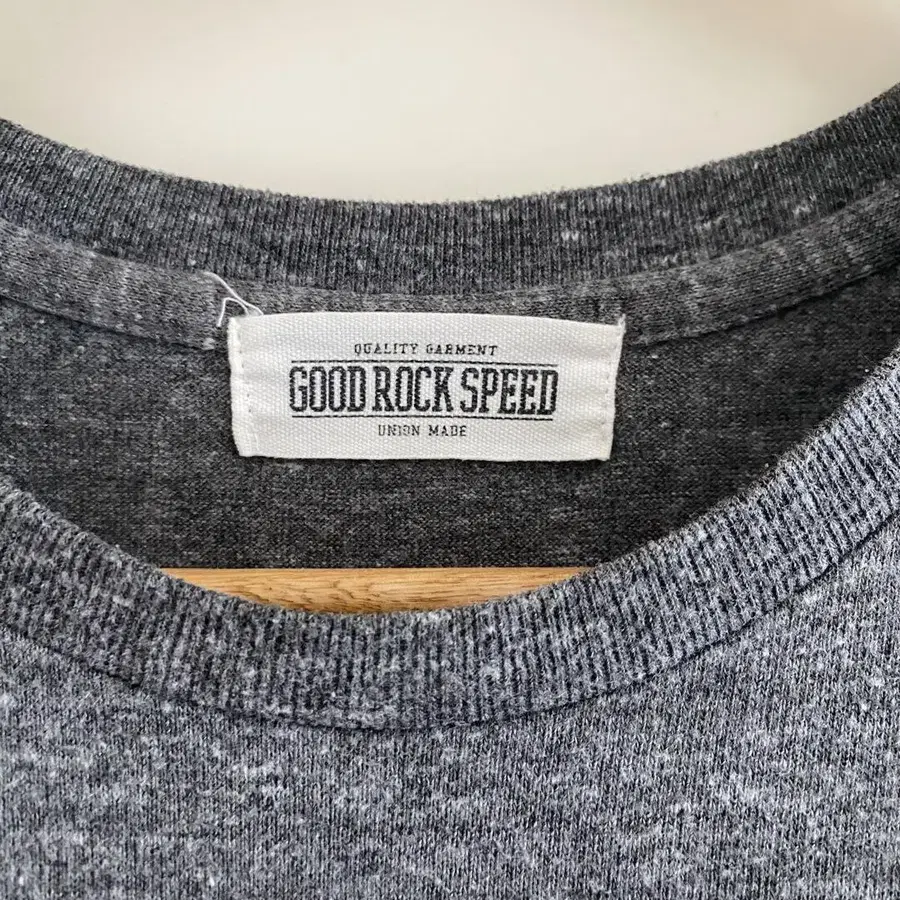 QUALITY GARMENT
GOOD ROCK SPEED
UNION MADE